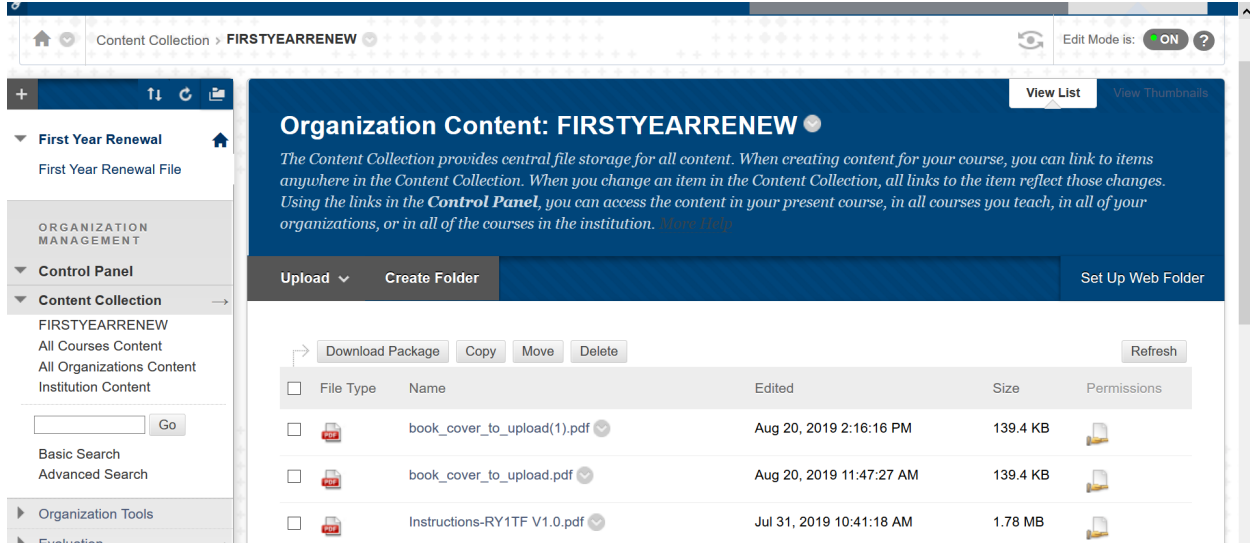 Content Collection > FIRSTYEARRENEW
Edit Mode is: ON ?
View List View Thumbnails
First Year Renewal
First Year Renewal File
ORGANIZATION
MANAGEMENT
Control Panel
Content Collection
FIRSTYEARRENEW
All Courses Content
All Organizations Content
Institution Content
Go
Basic Search
Advanced Search
Organization Tools
Evaluation
Organization Content: FIRSTYEARRENEW
The Content Collection provides central file storage for all content. When creating content for your course, you can link to items
anywhere in the Content Collection. When you change an item in the Content Collection, all links to the item reflect those changes.
Using the links in the Control Panel, you can access the content in your present course, in all courses you teach, in all of your
organizations, or in all of the courses in the institution. More Help
Upload Create Folder Set Up Web Folder
Download Package Copy Move Delete Refresh
File Type Name Edited Size Permissions
PDF book_cover_to_upload(1).pdf Aug 20, 2019 2:16:16 PM 139.4 KB
PDF book_cover_to_upload.pdf Aug 20, 2019 11:47:27 AM 139.4 KB
PDF Instructions-RY1TF V1.0.pdf Jul 31, 2019 10:41:18 AM 1.78 MB